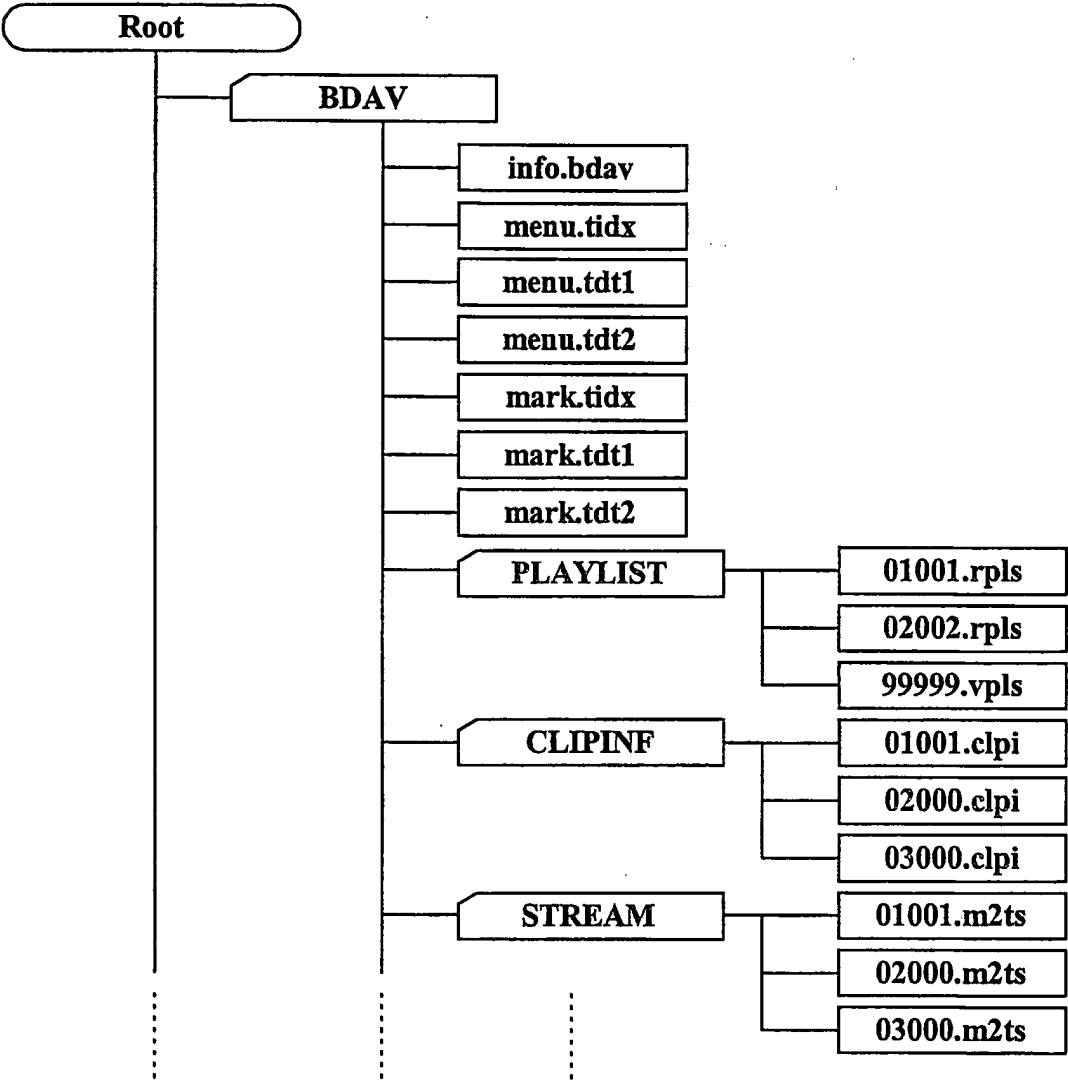 Root
BDAV
info.bdav
menu.tidx
menu.tdt1
menu.tdt2
mark.tidx
mark.tdt1
mark.tdt2
PLAYLIST
01001.rpls
02002.rpls
99999.vpls
CLIPINF
01001.clpi
02000.clpi
03000.clpi
STREAM
01001.m2ts
02000.m2ts
03000.m2ts